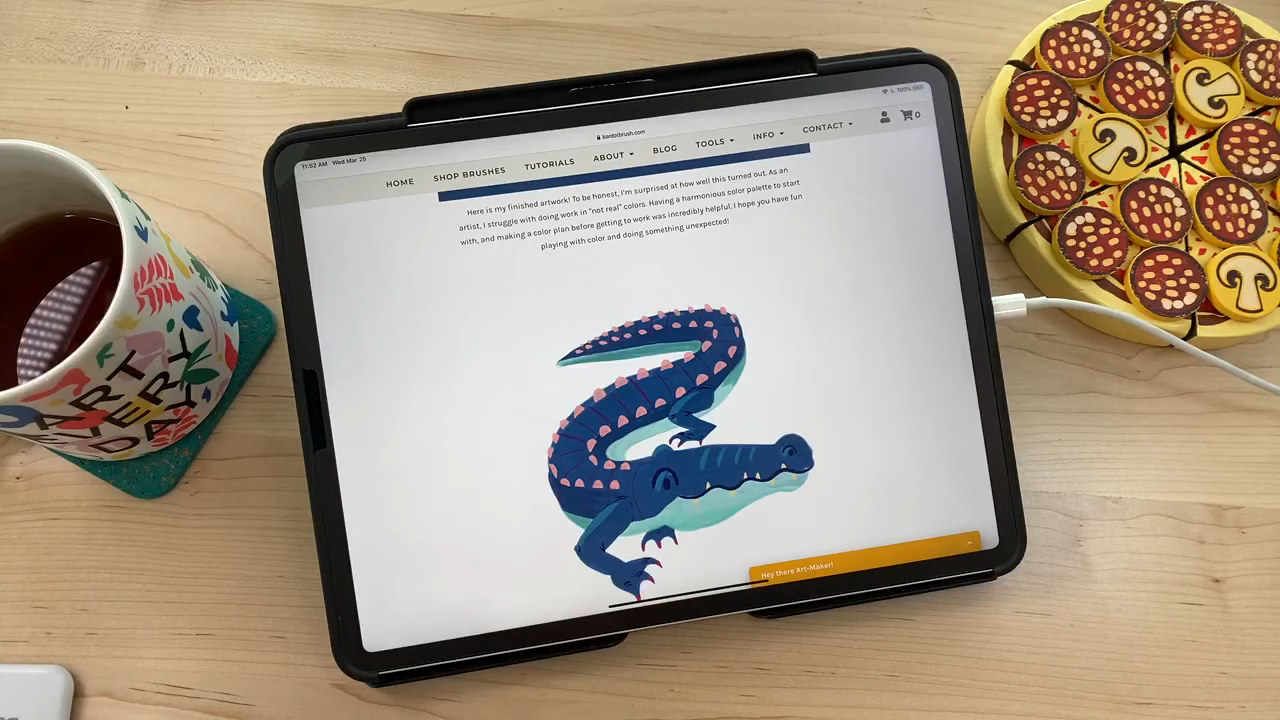 11:52 AM Wed Mar 25
bardotbrush.com
100%
HOME SHOP BRUSHES TUTORIALS ABOUT BLOG TOOLS INFO CONTACT 0
Here is my finished artwork! To be honest, I'm surprised at how well this turned out. As an
artist, I struggle with doing work in "not real" colors. Having a harmonious color palette to start
with, and making a color plan before getting to work was incredibly helpful. I hope you have fun
playing with color and doing something unexpected!
Hey there Art-Maker!
ART
EVERY
DAY